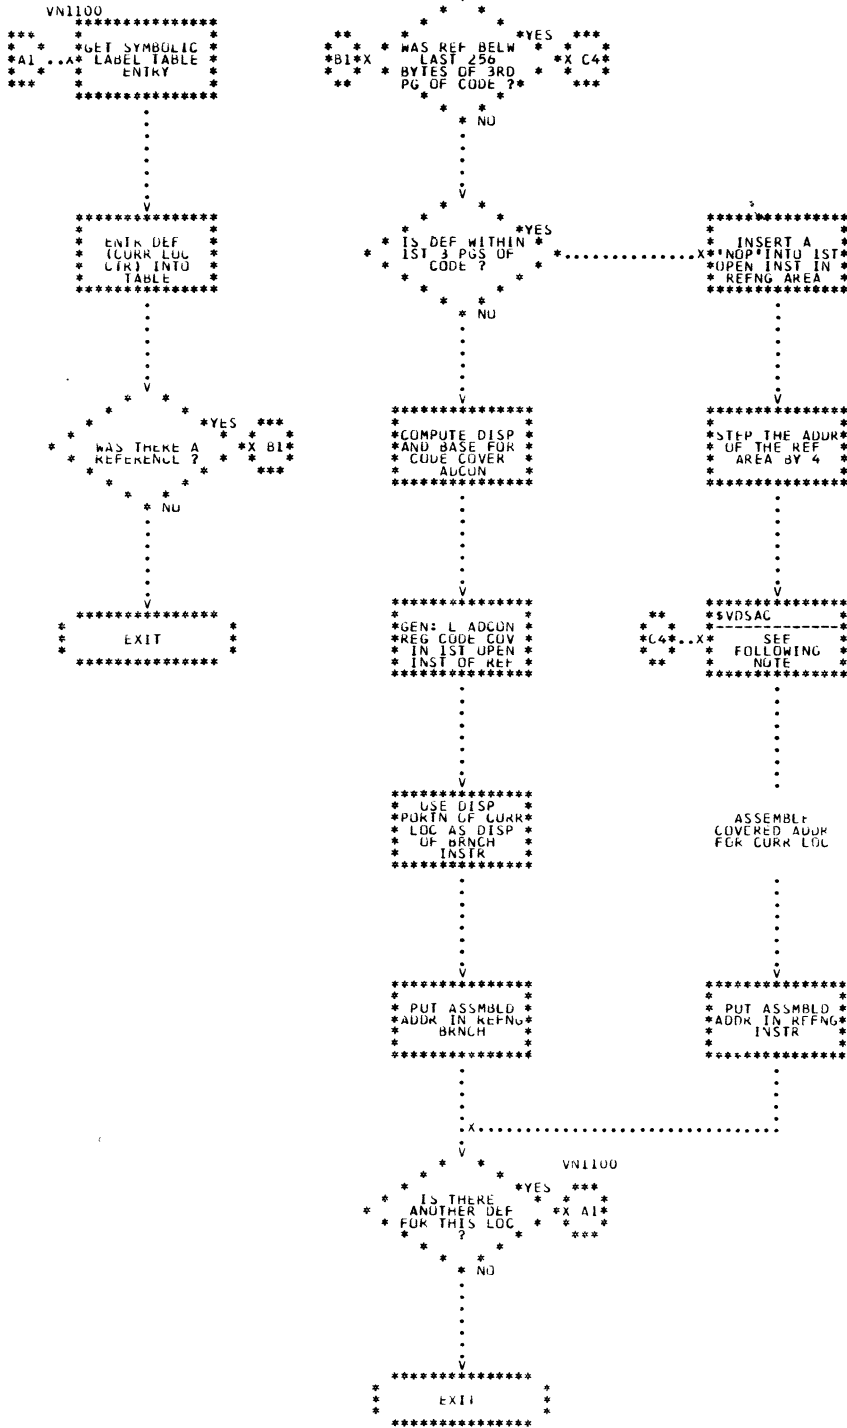 VN1100
A1
GET SYMBOLIC
LABEL TABLE
ENTRY
ENTR DEF
(CURR LOC
CTR) INTO
TABLE
WAS THERE A
REFERENCE ?
YES
B1
NO
EXIT
B1
WAS REF BELW
LAST 256
BYTES OF 3RD
PG OF CODE ?
YES
C4
NO
IS DEF WITHIN
1ST 3 PGS OF
CODE ?
YES
NO
COMPUTE DISP
AND BASE FOR
CODE COVER
ADCON
GEN: L ADCON
REG CODE COV
IN 1ST OPEN
INST OF REF
USE DISP
PORTN OF CURR
LOC AS DISP
OF BRNCH
INSTR
PUT ASSMBLD
ADDR IN REFNG
BRNCH
INSERT A
'NOP'INTO 1ST
OPEN INST IN
REFNG AREA
STEP THE ADDR
OF THE REF
AREA BY 4
C4
$VDSAC
SEE
FOLLOWING
NOTE
ASSEMBLE
COVERED ADDR
FOR CURR LOC
PUT ASSMBLD
ADDR IN REFNG
INSTR
IS THERE
ANOTHER DEF
FOR THIS LOC
?
YES
VN1100
A1
NO
EXIT